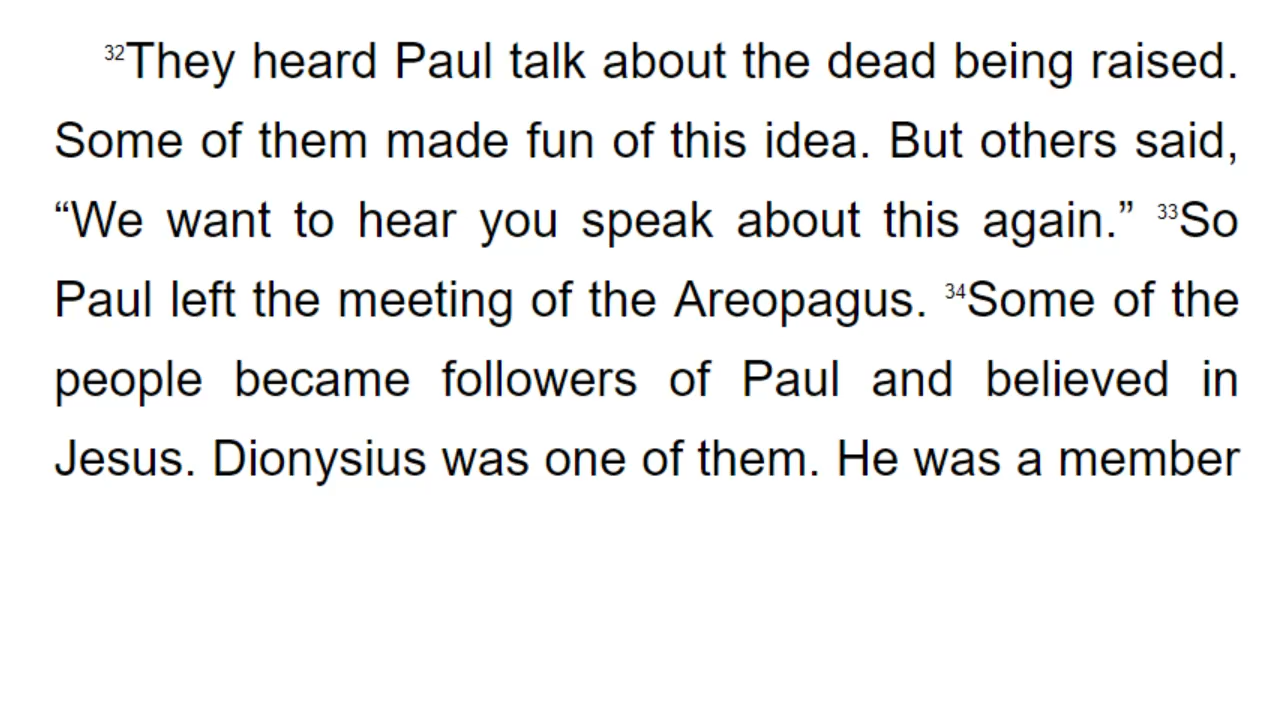 32They heard Paul talk about the dead being raised.
Some of them made fun of this idea. But others said,
“We want to hear you speak about this again.” 33So
Paul left the meeting of the Areopagus. 34Some of the
people became followers of Paul and believed in
Jesus. Dionysius was one of them. He was a member